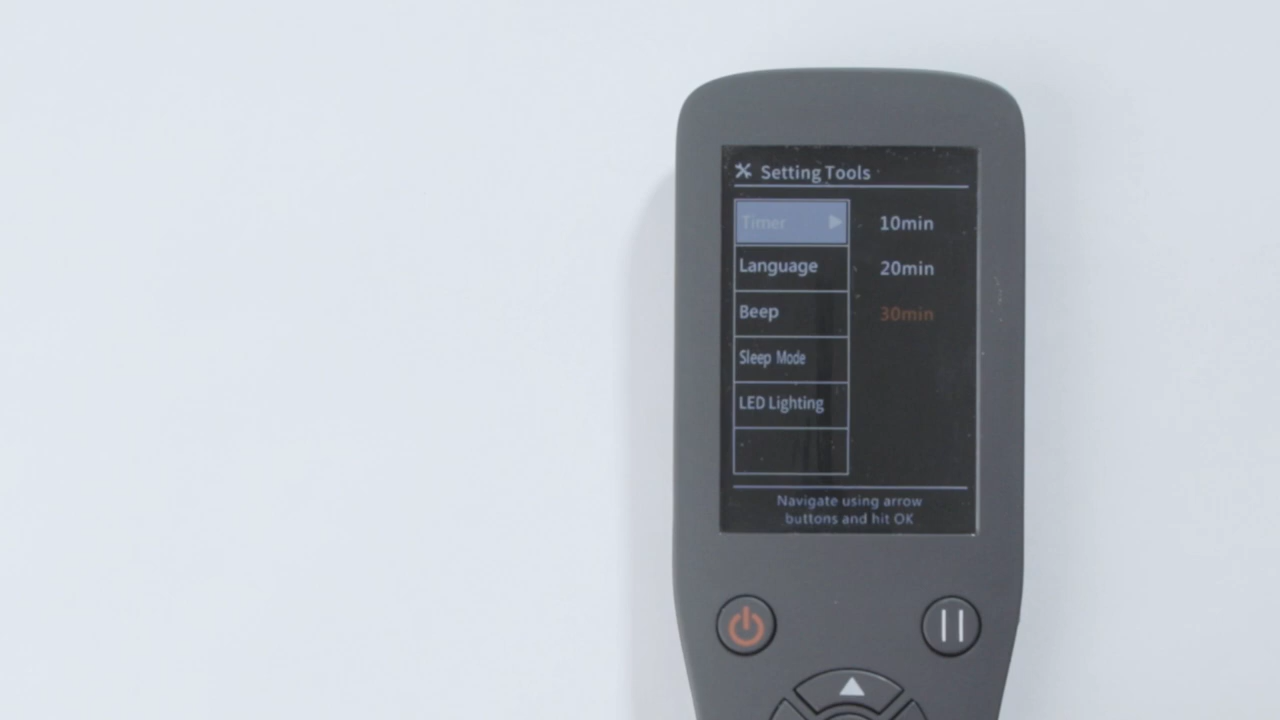 Setting Tools
Timer 10min
Language 20min
Beep 30min
Sleep Mode
LED Lighting
Navigate using arrow
buttons and hit OK